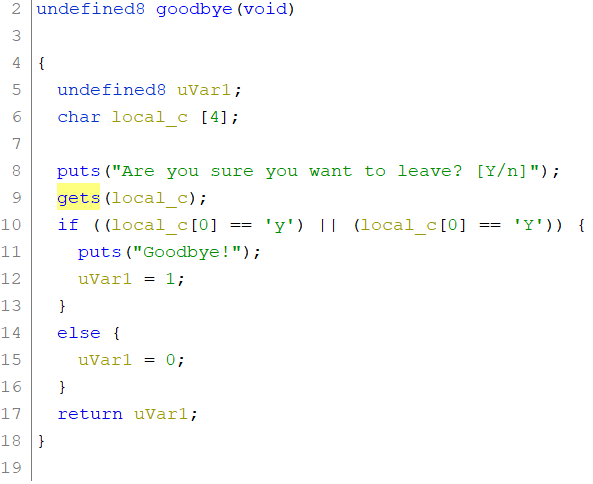 2 undefined8 goodbye(void)
3
4 {
5 undefined8 uVar1;
6 char local_c [4];
7
8 puts("Are you sure you want to leave? [Y/n]");
9 gets(local_c);
10 if ((local_c[0] == 'y') || (local_c[0] == 'Y')) {
11 puts("Goodbye!");
12 uVar1 = 1;
13 }
14 else {
15 uVar1 = 0;
16 }
17 return uVar1;
18 }
19